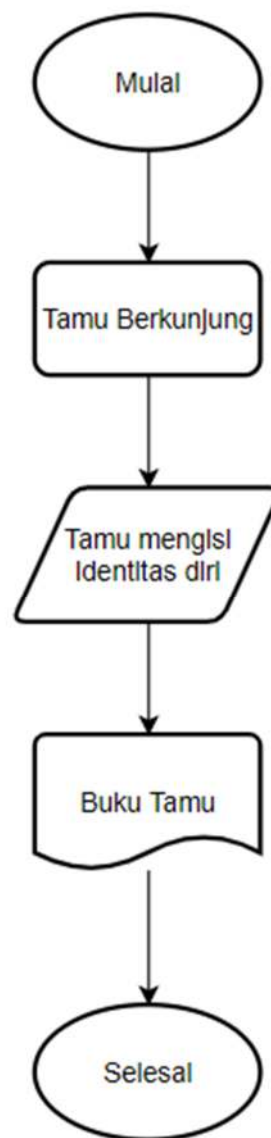 Mulai
Tamu Berkunjung
Tamu mengisi
identitas diri
Buku Tamu
Selesai